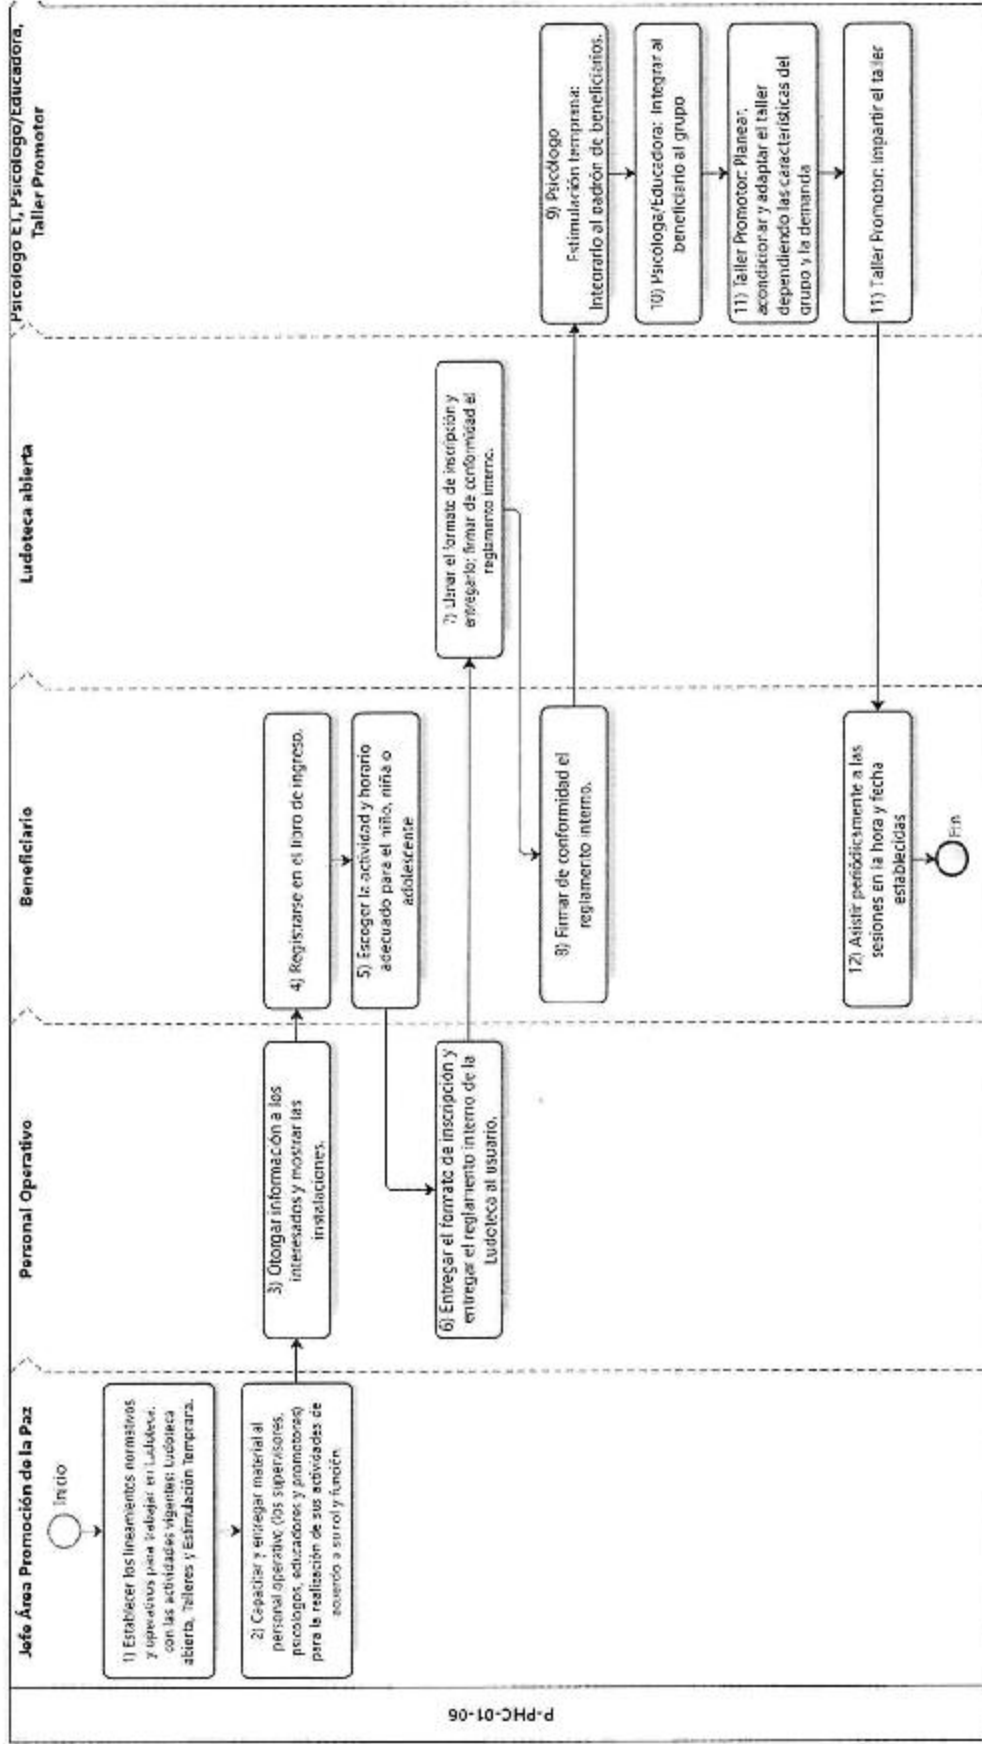 P-PHC-01-06
Jefe Área Promoción de la Paz
Inicio
1) Establecer los lineamientos normativos
y operativos para trabajar en Ludoteca,
con las actividades vigentes: Ludoteca
abierta, Talleres y Estimulación Temprana.
2) Capacitar y entregar material al
personal operativo (los supervisores,
psicólogos, educadores y promotores)
para la realización de sus actividades de
acuerdo a su rol y función
Personal Operativo
3) Otorgar información a los
interesados y mostrar las
instalaciones.
Beneficiario
4) Registrarse en el libro de ingreso.
5) Escoger la actividad y horario
adecuado para el niño, niña o
adolescente
6) Entregar el formato de inscripción y
entregar el reglamento interno de la
Ludoteca al usuario.
Ludoteca abierta
7) Llenar el formato de inscripción y
entregarlo; firmar de conformidad el
reglamento interno.
8) Firmar de conformidad el
reglamento interno.
Psicólogo ET, Psicólogo/Educadora,
Taller Promotor
9) Psicólogo
Estimulación temprana:
Integrarlo al padrón de beneficiarios.
10) Psicóloga/Educadora: Integrar al
beneficiario al grupo
11) Taller Promotor: Planear,
acondicionar y adaptar el taller
dependiendo las características del
grupo y la demanda
11) Taller Promotor: Impartir el taller
12) Asistir periódicamente a las
sesiones en la hora y fecha
establecidas
Fin